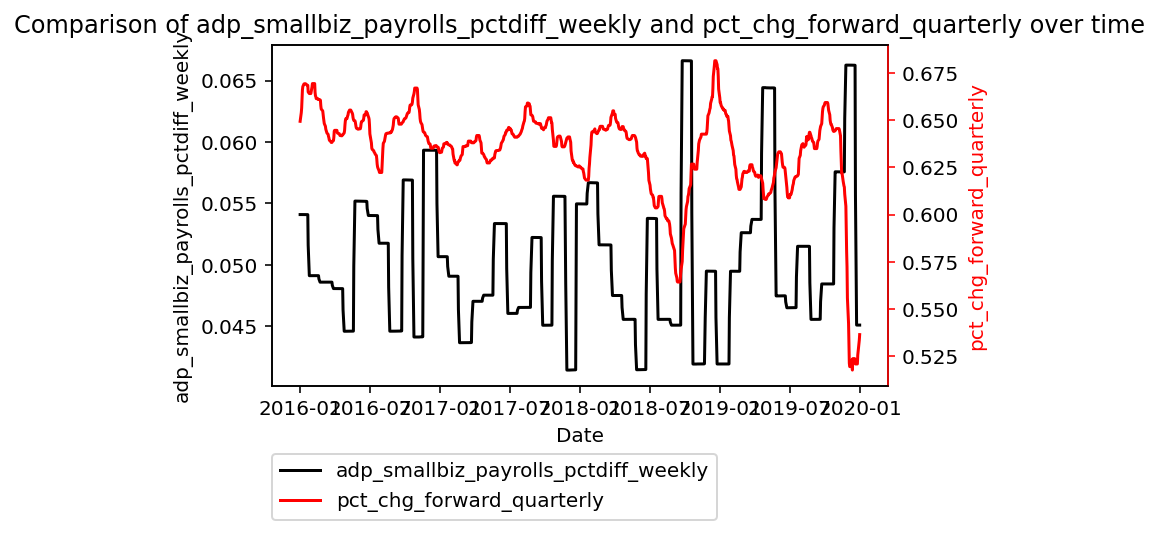 Comparison of adp_smallbiz_payrolls_pctdiff_weekly and pct_chg_forward_quarterly over time
adp_smallbiz_payrolls_pctdiff_weekly
0.065
0.060
0.055
0.050
0.045
0.675
0.650
0.625
0.600
0.575
0.550
0.525
pct_chg_forward_quarterly
2016-01 2016-07 2017-01 2017-07 2018-01 2018-07 2019-01 2019-07 2020-01
Date
adp_smallbiz_payrolls_pctdiff_weekly
pct_chg_forward_quarterly